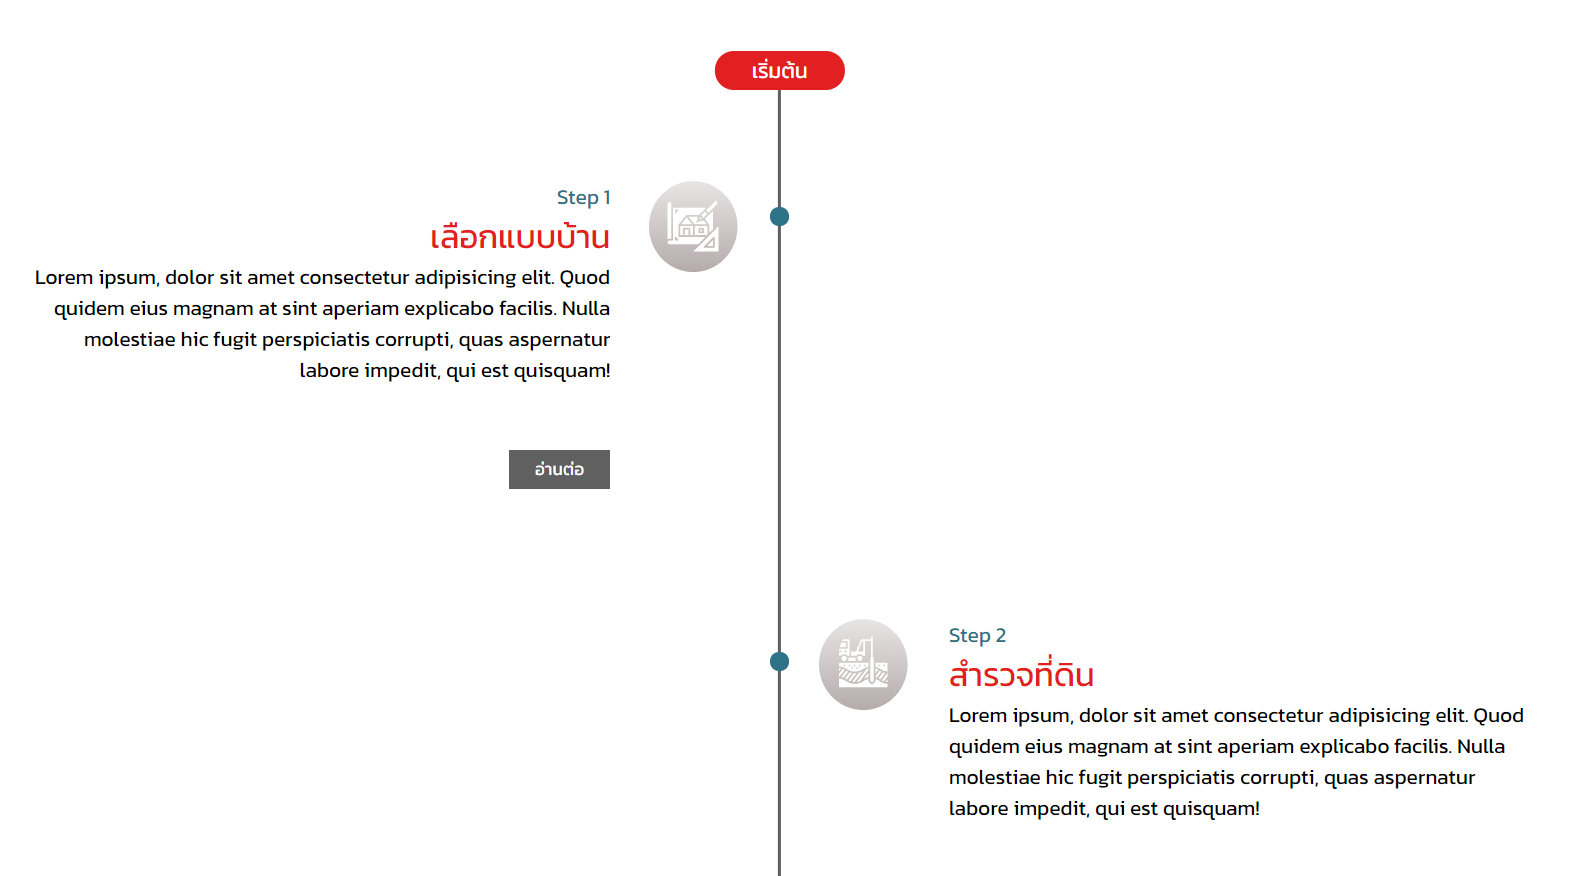 เริ่มต้น
Step 1
เลือกแบบบ้าน
Lorem ipsum, dolor sit amet consectetur adipisicing elit. Quod
quidem eius magnam at sint aperiam explicabo facilis. Nulla
molestiae hic fugit perspiciatis corrupti, quas aspernatur
labore impedit, qui est quisquam!
อ่านต่อ
Step 2
สำรวจที่ดิน
Lorem ipsum, dolor sit amet consectetur adipisicing elit. Quod
quidem eius magnam at sint aperiam explicabo facilis. Nulla
molestiae hic fugit perspiciatis corrupti, quas aspernatur
labore impedit, qui est quisquam!